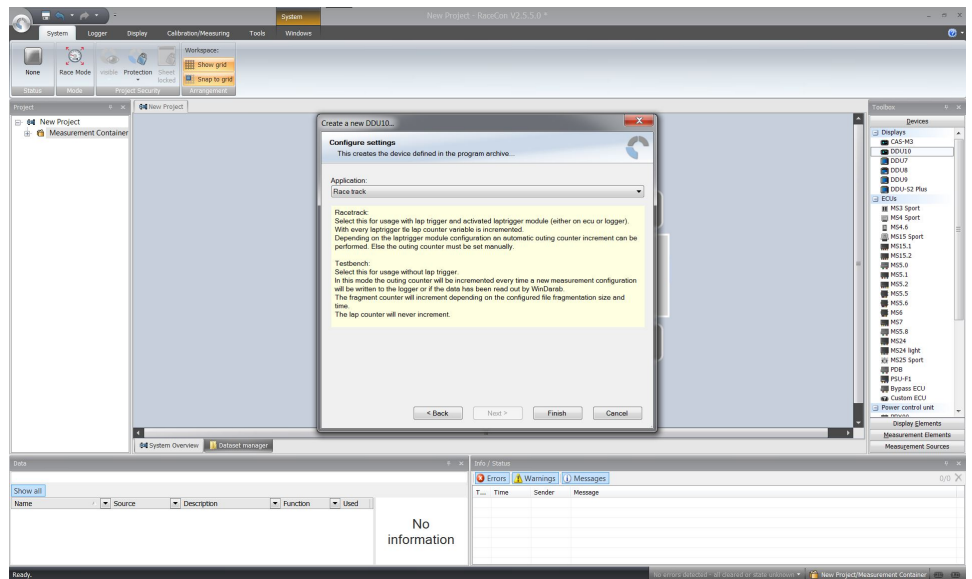 System
New Project - RaceCon V2.5.5.0 *
System Logger Display Calibration/Measuring Tools Windows
None
Race Mode
visible
Protection
Sheet locked
Workspace:
Show grid
Snap to grid
Status Mode Project Security Arrangement
Project
New Project
Measurement Container
New Project
Create a new DDU10...
Configure settings
This creates the device defined in the program archive...
Application:
Race track
Racetrack:
Select this for usage with lap trigger and activated laptrigger module (either on ecu or logger).
With every laptrigger tle lap counter variable is incremented.
Depending on the laptrigger module configuration an automatic outing counter increment can be
performed. Else the outing counter must be set manually.
Testbench:
Select this for usage without lap trigger.
In this mode the outing counter will be incremented every time a new measurement configuration
will be written to the logger or if the data has been read out by WinDarab.
The fragment counter will increment depending on the configured file fragmentation size and
time.
The lap counter will never increment.
< Back Next > Finish Cancel
System Overview Dataset manager
Toolbox
Devices
Displays
CAS-M3
DDU10
DDU7
DDU8
DDU9
DDU-S2 Plus
ECUs
MS3 Sport
MS4 Sport
MS4.6
MS15 Sport
MS15.1
MS15.2
MS5.0
MS5.1
MS5.2
MS5.5
MS5.6
MS6
MS7
MS5.8
MS24
MS24 light
MS25 Sport
PDB
PSU-F1
Bypass ECU
Custom ECU
Power control unit
Display Elements
Measurement Elements
Measurement Sources
Data
Show all
Name Source Description Function Used
No
information
Info / Status
Errors Warnings Messages 0/0
T... Time Sender Message
Ready.
No errors detected - all cleared or state unknown New Project/Measurement Container